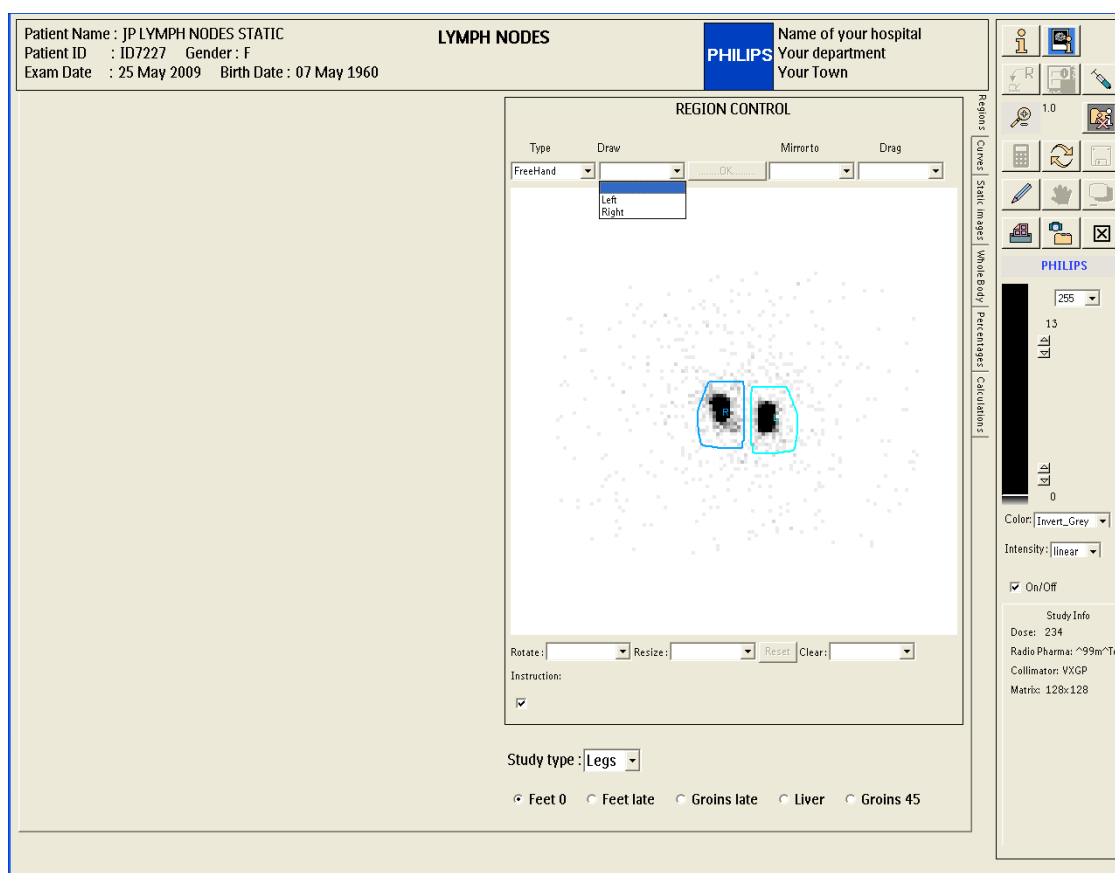 Patient Name : JP LYMPH NODES STATIC
Patient ID : ID7227 Gender : F
Exam Date : 25 May 2009 Birth Date : 07 May 1960
LYMPH NODES
PHILIPS
Name of your hospital
Your department
Your Town
REGION CONTROL
Type Draw Mirrorto Drag
FreeHand
........OK........
Left
Right
R
Rotate: Resize: Reset Clear:
Instruction:
Study type : Legs
Feet 0 Feet late Groins late Liver Groins 45
Regions
Curves
Static images
Whole Body
Percentages
Calculations
R
1.0
PHILIPS
255
13
0
Color: Invert_Grey
Intensity: linear
On/Off
Study Info
Dose: 234
Radio Pharma: ^99m^Te
Collimator: VXGP
Matrix: 128x128